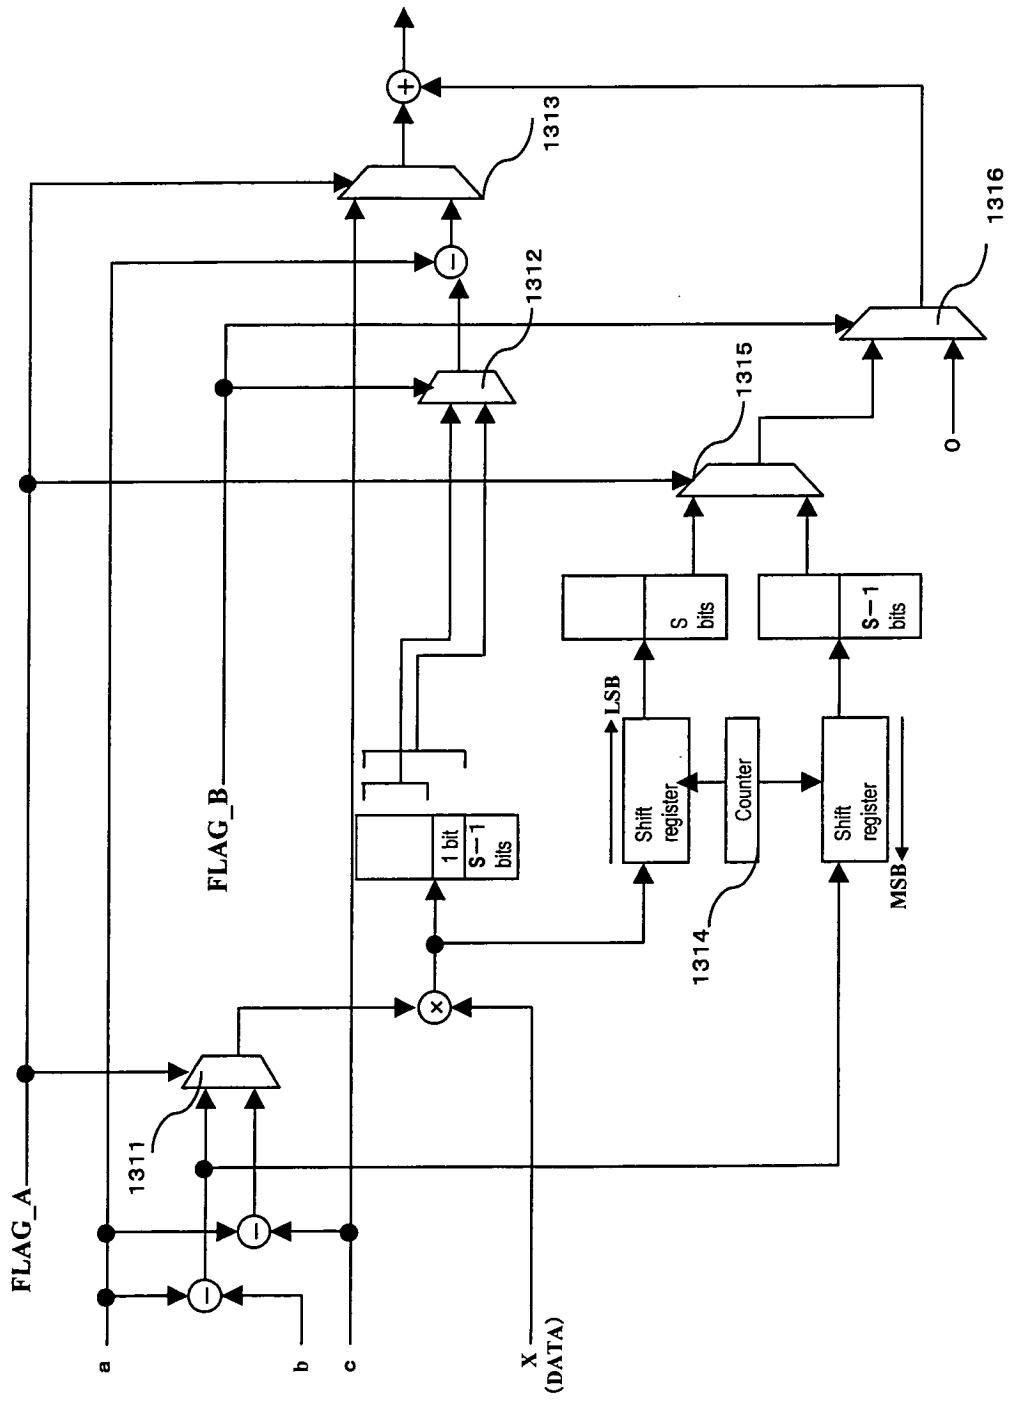 FLAG_A
a
b
c
X
(DATA)
1311
×
FLAG_B
1 bit
S−1
bits
1314
Shift
register
LSB
Counter
Shift
register
MSB
S
bits
S−1
bits
1315
1312
0
1316
1313
−
−
−
+